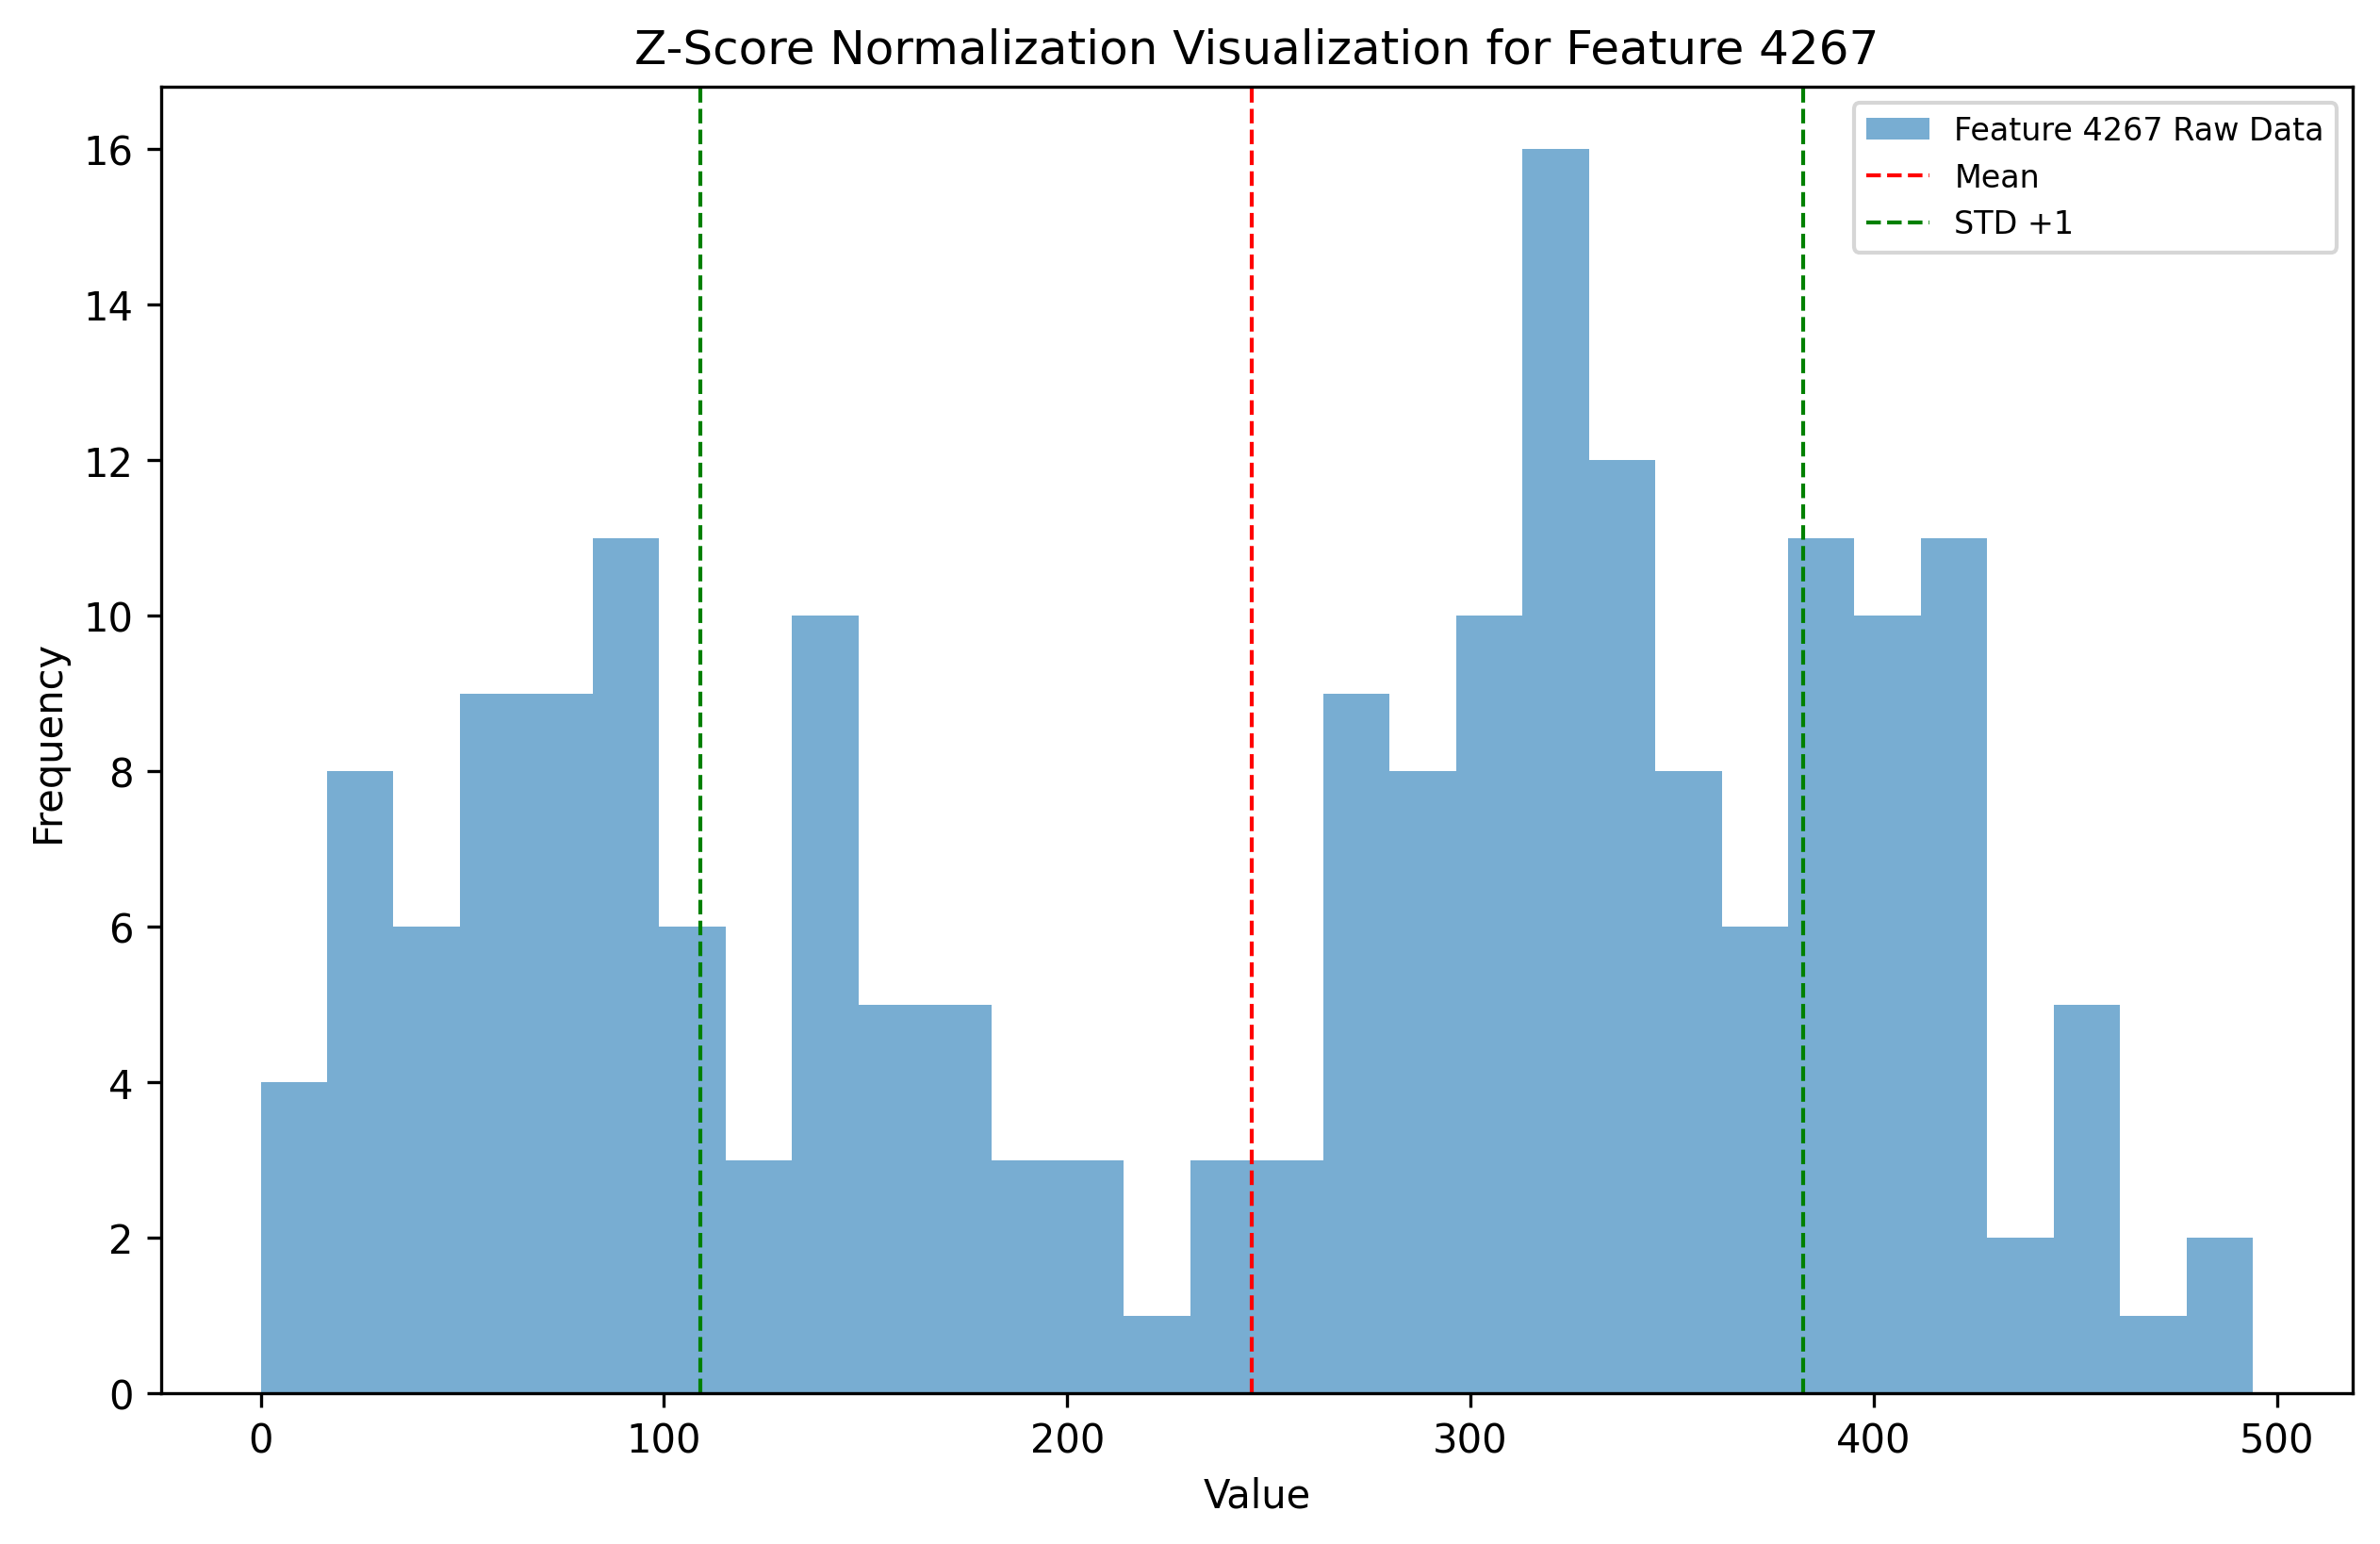 Z-Score Normalization Visualization for Feature 4267
Feature 4267 Raw Data
Mean
STD +1
16
14
12
10
8
6
4
2
0
Frequency
0 100 200 300 400 500
Value